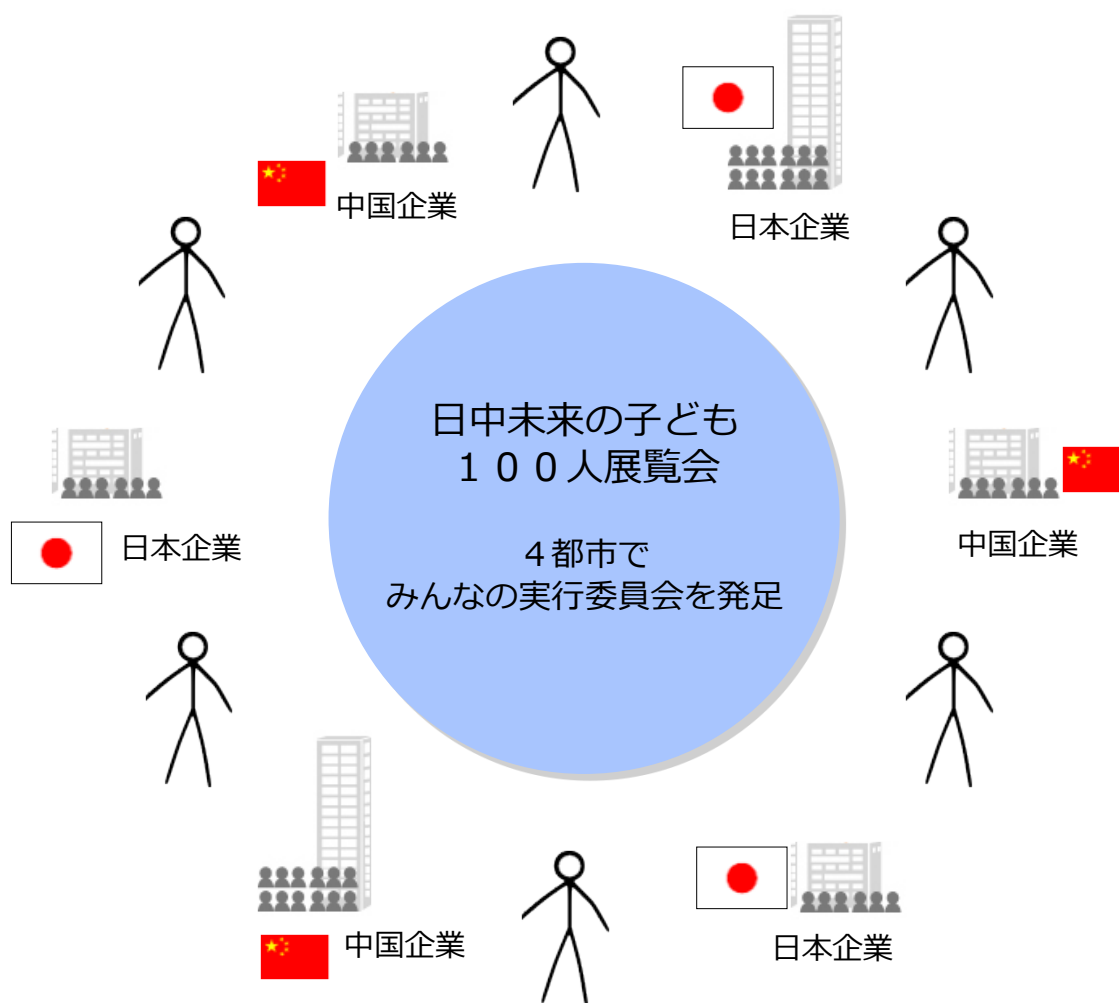 中国企業
日本企業
日中未来の子ども
１００人展覧会
４都市で
みんなの実行委員会を発足
日本企業
中国企業
中国企業
日本企業